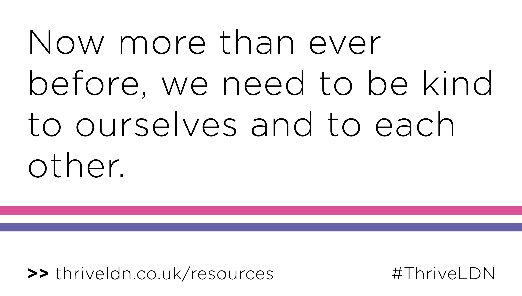 Now more than ever
before, we need to be kind
to ourselves and to each
other.
>> thriveldn.co.uk/resources
#ThriveLDN